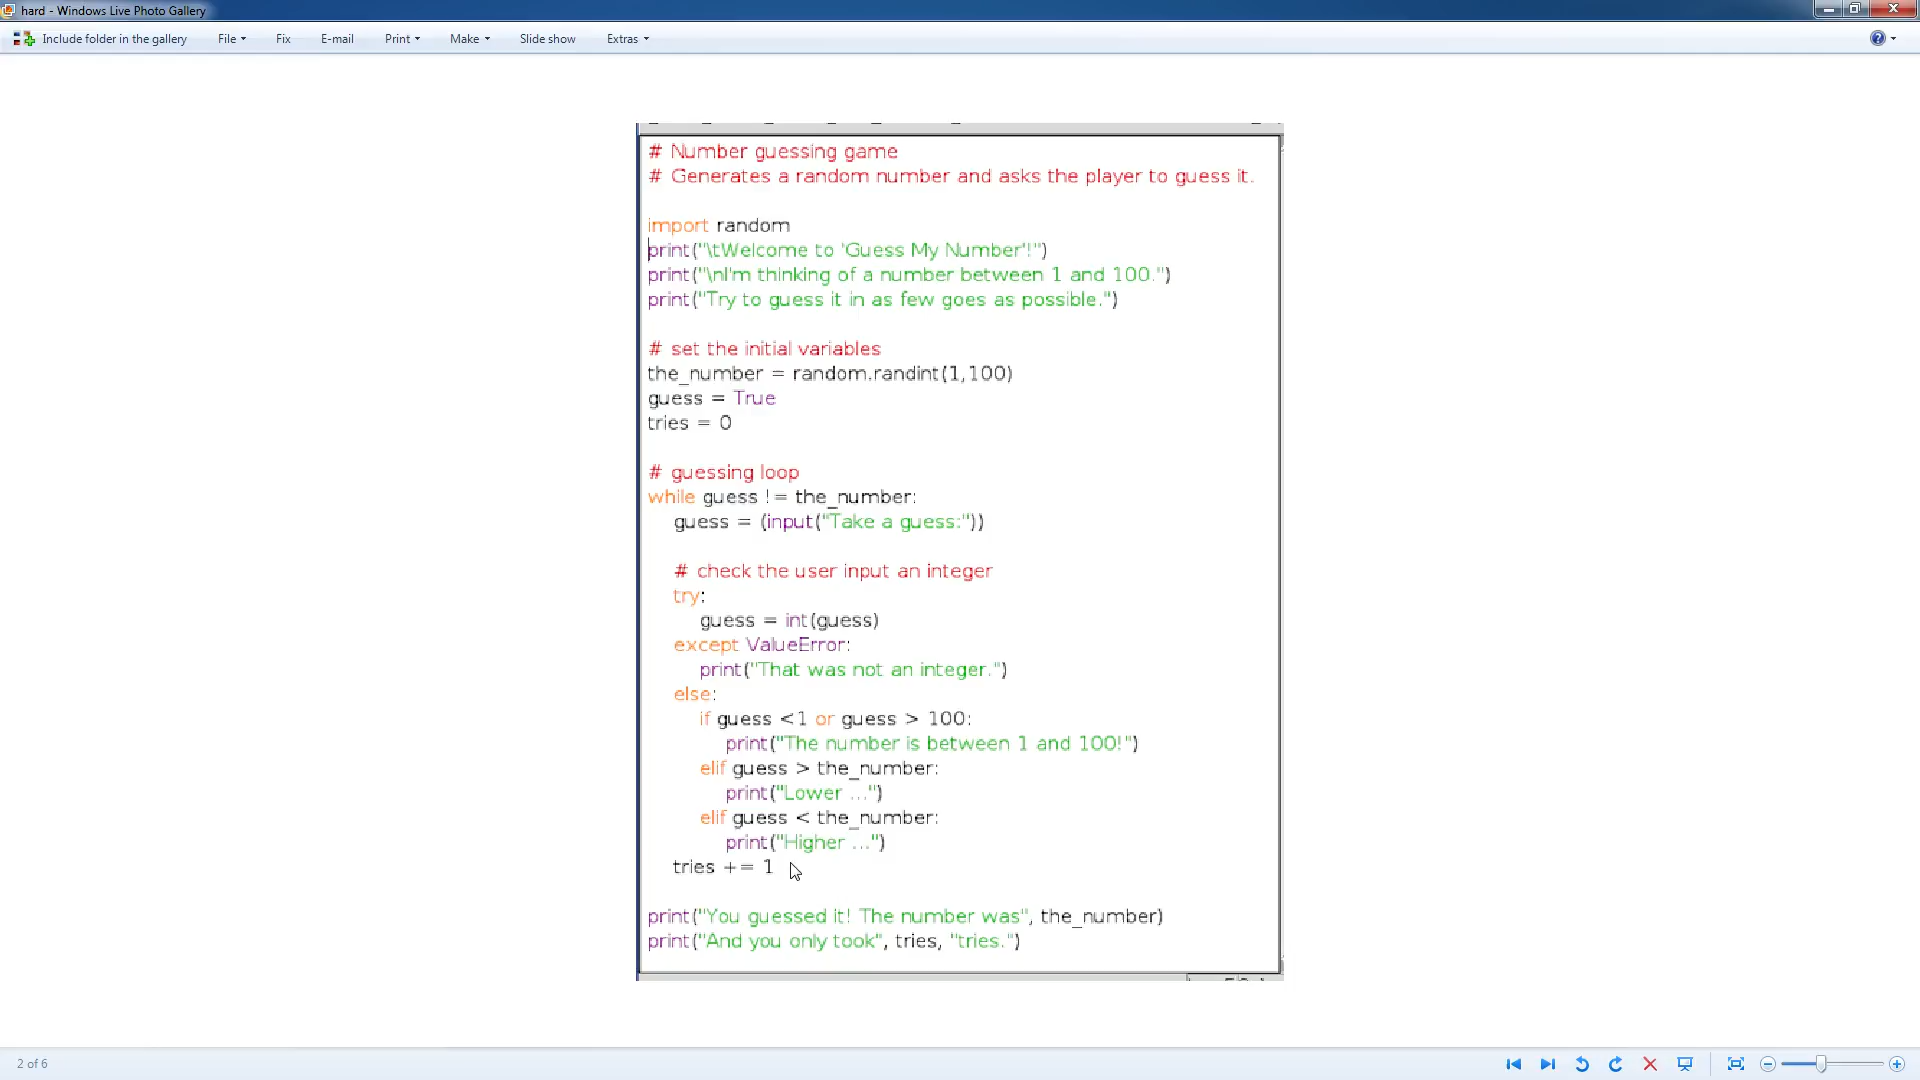 hard - Windows Live Photo Gallery
Include folder in the gallery File Fix E-mail Print Make Slide show Extras
# Number guessing game
# Generates a random number and asks the player to guess it.
import random
print("\tWelcome to 'Guess My Number'!")
print("\nI'm thinking of a number between 1 and 100.")
print("Try to guess it in as few goes as possible.")
# set the initial variables
the_number = random.randint(1,100)
guess = True
tries = 0
# guessing loop
while guess != the_number:
guess = (input("Take a guess:"))
# check the user input an integer
try:
guess = int(guess)
except ValueError:
print("That was not an integer.")
else:
if guess <1 or guess > 100:
print("The number is between 1 and 100!")
elif guess > the_number:
print("Lower ...")
elif guess < the_number:
print("Higher ...")
tries += 1
print("You guessed it! The number was", the_number)
print("And you only took", tries, "tries.")
2 of 6